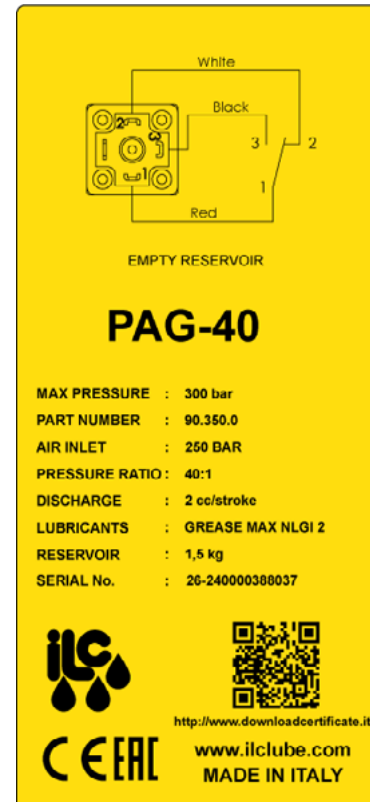 White
Black
2
3
1
3
2
1
Red
EMPTY RESERVOIR
PAG-40
MAX PRESSURE : 300 bar
PART NUMBER : 90.350.0
AIR INLET : 250 BAR
PRESSURE RATIO : 40:1
DISCHARGE : 2 cc/stroke
LUBRICANTS : GREASE MAX NLGI 2
RESERVOIR : 1,5 kg
SERIAL No. : 26-240000388037
ilc
http://www.downloadcertificate.it
CE EAC
www.ilclube.com
MADE IN ITALY